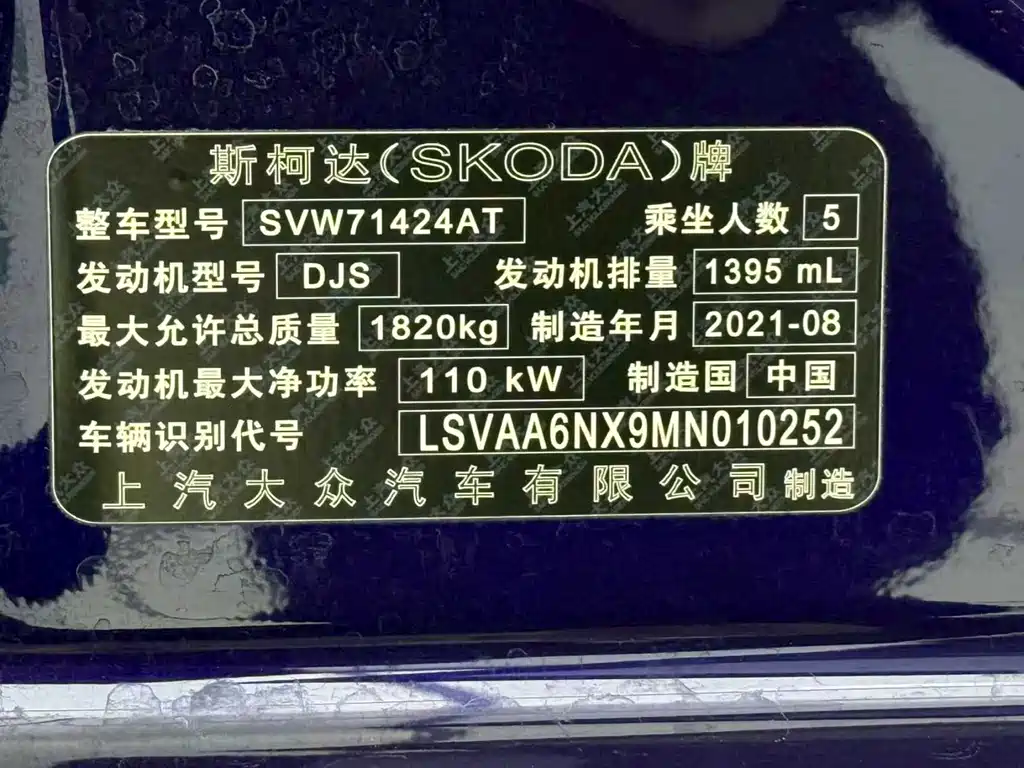 斯柯达(SKODA)牌
整车型号 SVW71424AT 乘坐人数 5
发动机型号 DJS 发动机排量 1395 mL
最大允许总质量 1820kg 制造年月 2021-08
发动机最大净功率 110 kW 制造国 中国
车辆识别代号 LSVAA6NX9MN010252
上汽大众汽车有限公司 制造